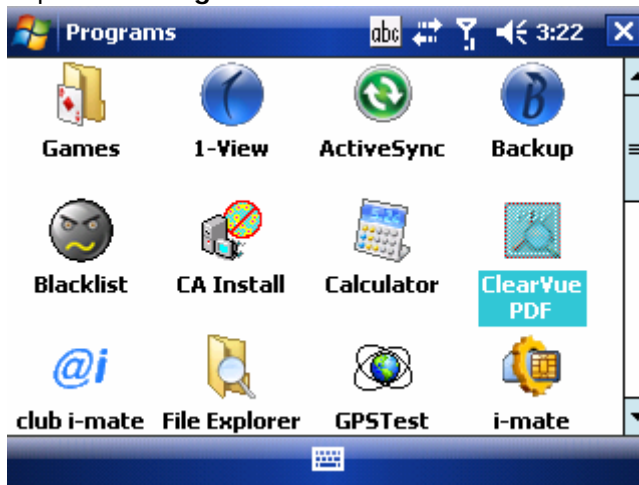 Programs abc 3:22
Games 1-View ActiveSync Backup
Blacklist CA Install Calculator ClearVue
PDF
@i
club i-mate File Explorer GPSTest i-mate